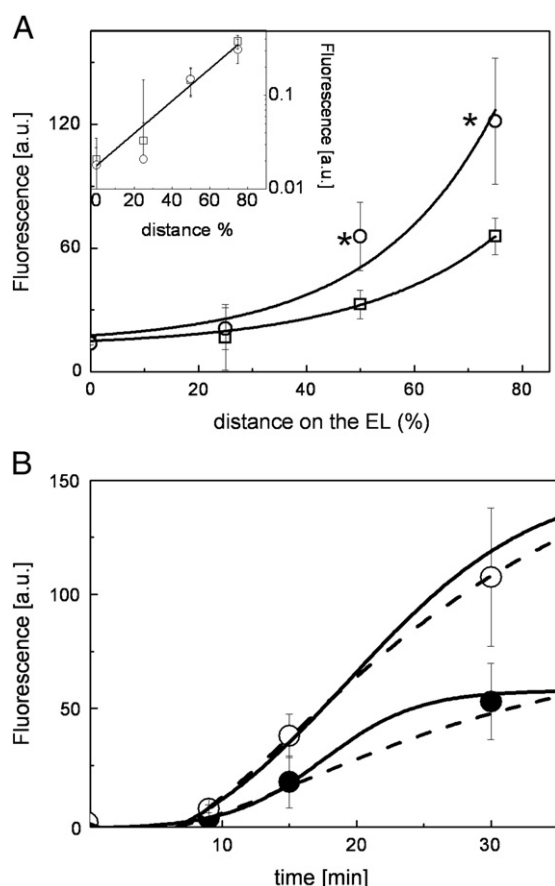 A
Fluorescence [a.u.]
120
60
0
0 20 40 60 80
distance on the EL (%)
*
*
0 20 40 60 80
distance %
0.1
0.01
Fluorescence
[a.u.]
B
Fluorescence [a.u.]
150
100
50
0
10 20 30
time [min]